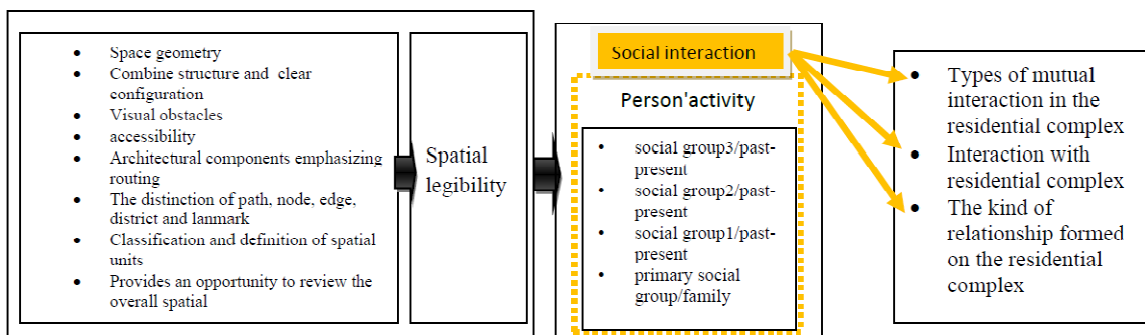 • Space geometry
• Combine structure and clear
configuration
• Visual obstacles
• accessibility
• Architectural components emphasizing
routing
• The distinction of path, node, edge,
district and lanmark
• Classification and definition of spatial
units
• Provides an opportunity to review the
overall spatial
Spatial
legibility
Social interaction
Person'activity
• social group3/past-
present
• social group2/past-
present
• social group1/past-
present
• primary social
group/family
• Types of mutual
interaction in the
residential complex
• Interaction with
residential complex
• The kind of
relationship formed
on the residential
complex